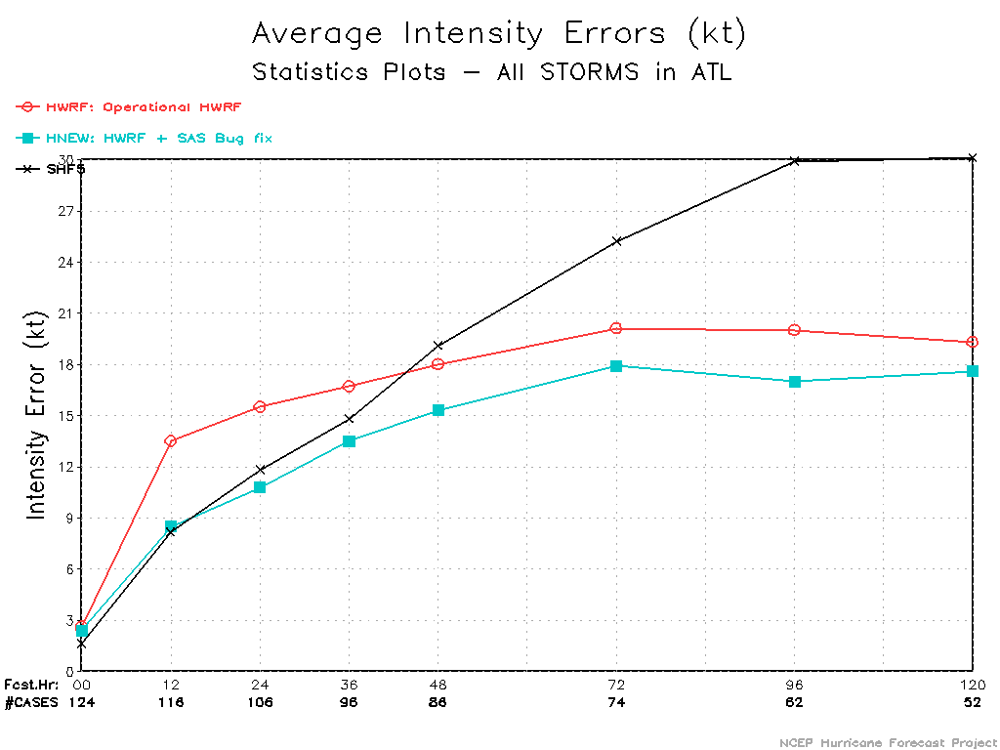 Average Intensity Errors (kt)
Statistics Plots – All STORMS in ATL
HWRF: Operational HWRF
HNEW: HWRF + SAS Bug fix
SHF5
30
27
24
21
18
15
12
9
6
3
0
Intensity Error (kt)
Fcst.Hr: 00 12 24 36 48 72 96 120
#CASES 124 116 106 96 86 74 62 52
NCEP Hurricane Forecast Project